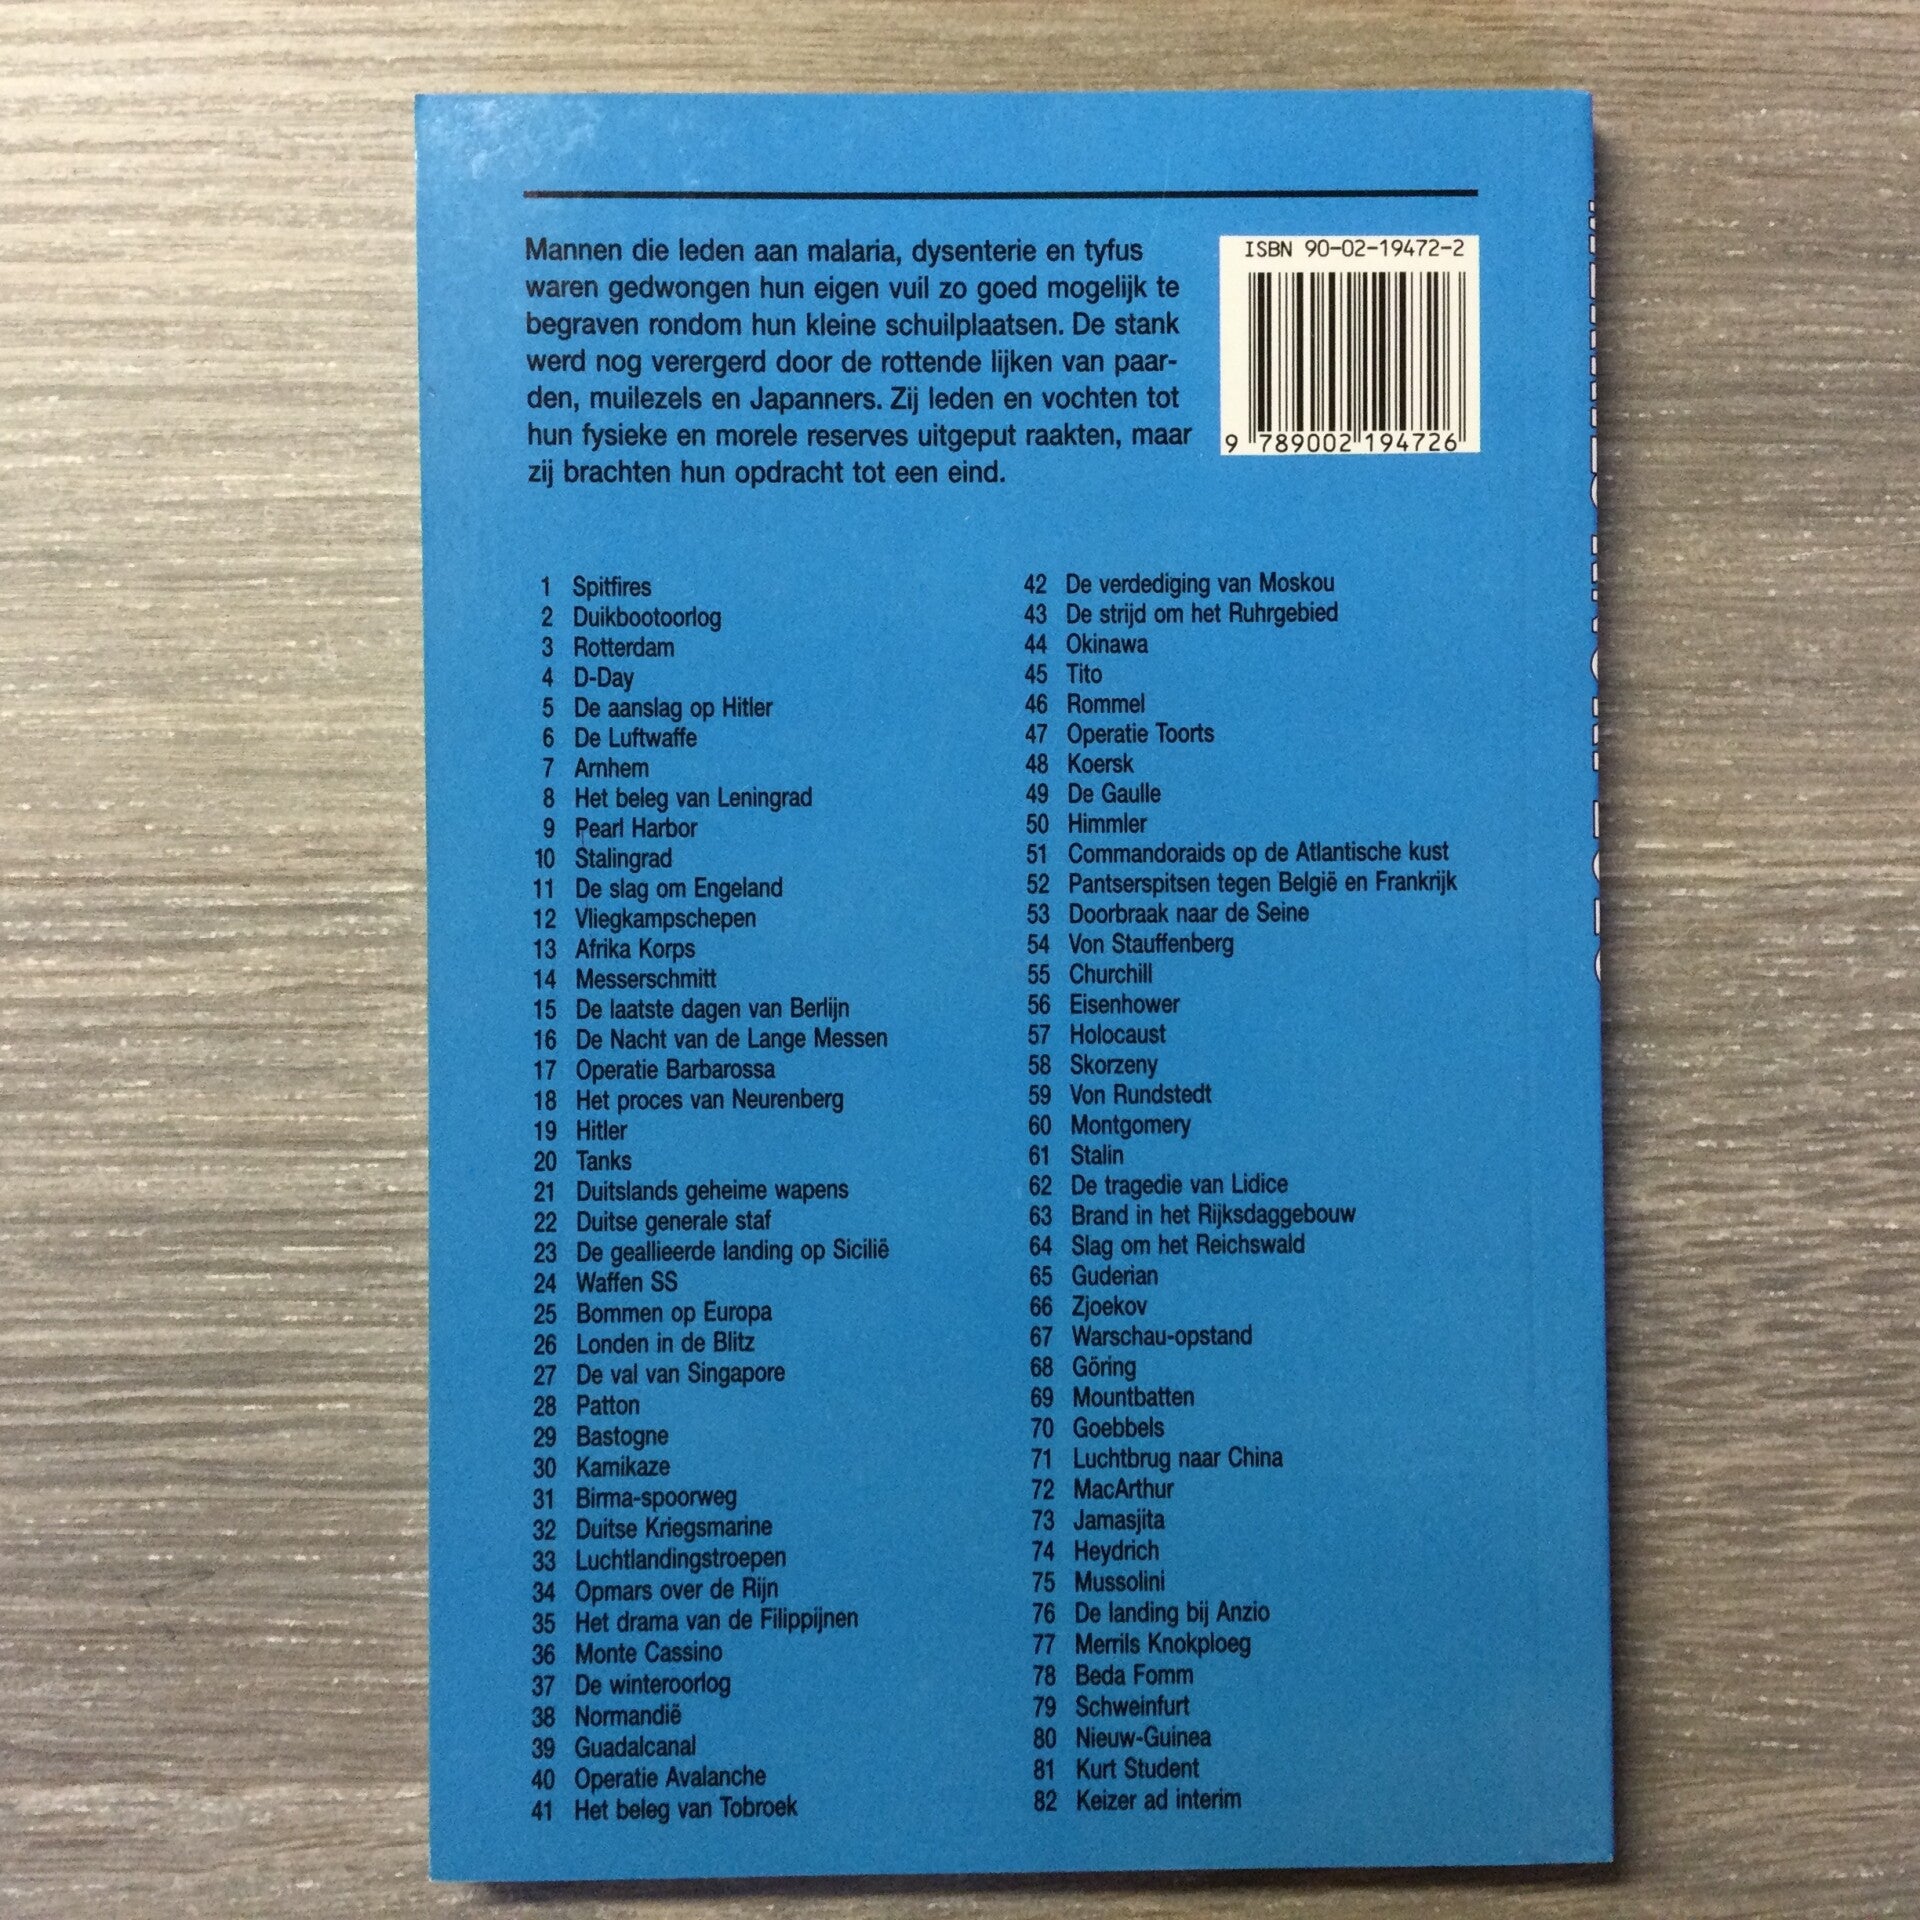 Mannen die leden aan malaria, dysenterie en tyfus
waren gedwongen hun eigen vuil zo goed mogelijk te
begraven rondom hun kleine schuilplaatsen. De stank
werd nog verergerd door de rottende lijken van paar-
den, muilezels en Japanners. Zij leden en vochten tot
hun fysieke en morele reserves uitgeput raakten, maar
zij brachten hun opdracht tot een eind.
ISBN 90-02-19472-2
9 789002 194726
1 Spitfires
2 Duikbootoorlog
3 Rotterdam
4 D-Day
5 De aanslag op Hitler
6 De Luftwaffe
7 Arnhem
8 Het beleg van Leningrad
9 Pearl Harbor
10 Stalingrad
11 De slag om Engeland
12 Vliegkampschepen
13 Afrika Korps
14 Messerschmitt
15 De laatste dagen van Berlijn
16 De Nacht van de Lange Messen
17 Operatie Barbarossa
18 Het proces van Neurenberg
19 Hitler
20 Tanks
21 Duitslands geheime wapens
22 Duitse generale staf
23 De geallieerde landing op Sicilië
24 Waffen SS
25 Bommen op Europa
26 Londen in de Blitz
27 De val van Singapore
28 Patton
29 Bastogne
30 Kamikaze
31 Birma-spoorweg
32 Duitse Kriegsmarine
33 Luchtlandingstroepen
34 Opmars over de Rijn
35 Het drama van de Filippijnen
36 Monte Cassino
37 De winteroorlog
38 Normandië
39 Guadalcanal
40 Operatie Avalanche
41 Het beleg van Tobroek
42 De verdediging van Moskou
43 De strijd om het Ruhrgebied
44 Okinawa
45 Tito
46 Rommel
47 Operatie Toorts
48 Koersk
49 De Gaulle
50 Himmler
51 Commandoraids op de Atlantische kust
52 Pantserspitsen tegen België en Frankrijk
53 Doorbraak naar de Seine
54 Von Stauffenberg
55 Churchill
56 Eisenhower
57 Holocaust
58 Skorzeny
59 Von Rundstedt
60 Montgomery
61 Stalin
62 De tragedie van Lidice
63 Brand in het Rijksdaggebouw
64 Slag om het Reichswald
65 Guderian
66 Zjoekov
67 Warschau-opstand
68 Göring
69 Mountbatten
70 Goebbels
71 Luchtbrug naar China
72 MacArthur
73 Jamasjita
74 Heydrich
75 Mussolini
76 De landing bij Anzio
77 Merrils Knokploeg
78 Beda Fomm
79 Schweinfurt
80 Nieuw-Guinea
81 Kurt Student
82 Keizer ad interim